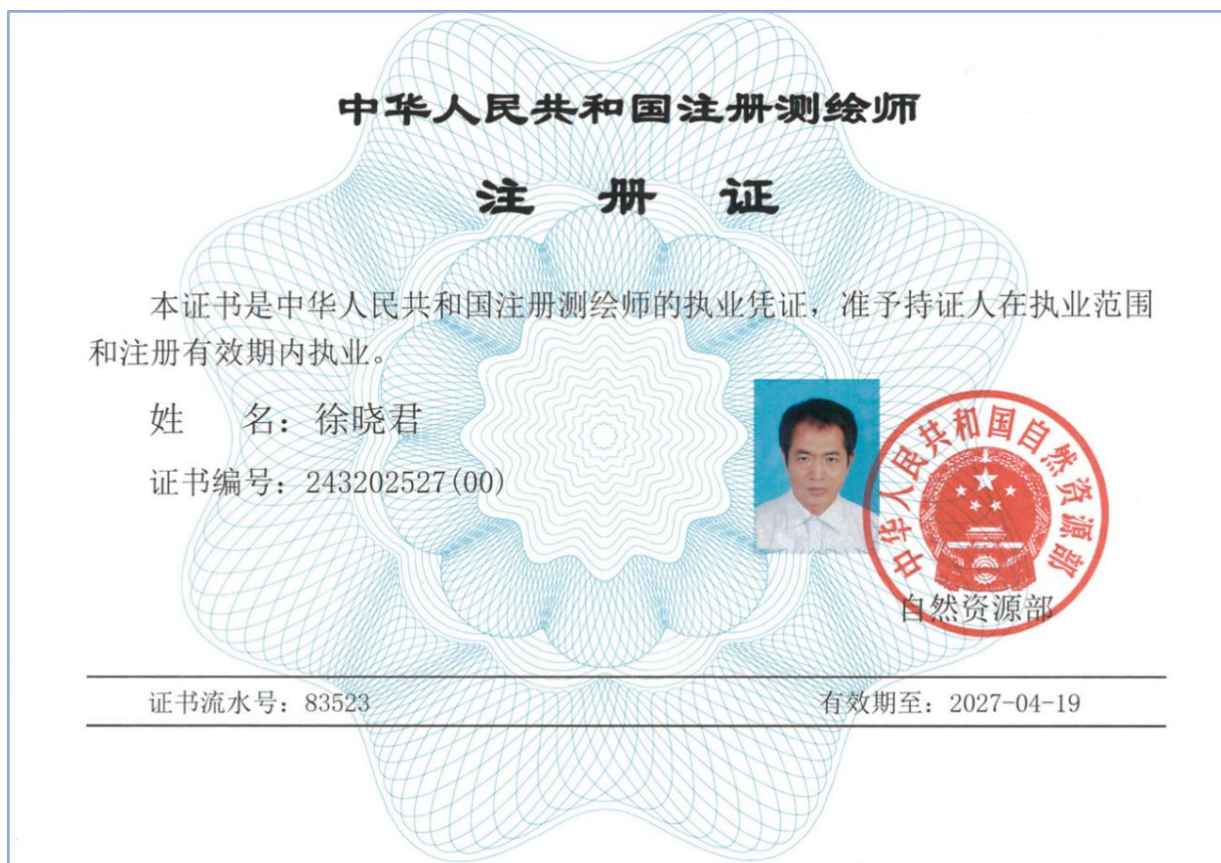 中华人民共和国注册测绘师
注 册 证
本证书是中华人民共和国注册测绘师的执业凭证，准予持证人在执业范围
和注册有效期内执业。
姓 名：徐晓君
证书编号：243202527(00)
中华人民共和国自然资源部
自然资源部
证书流水号：83523
有效期至：2027-04-19